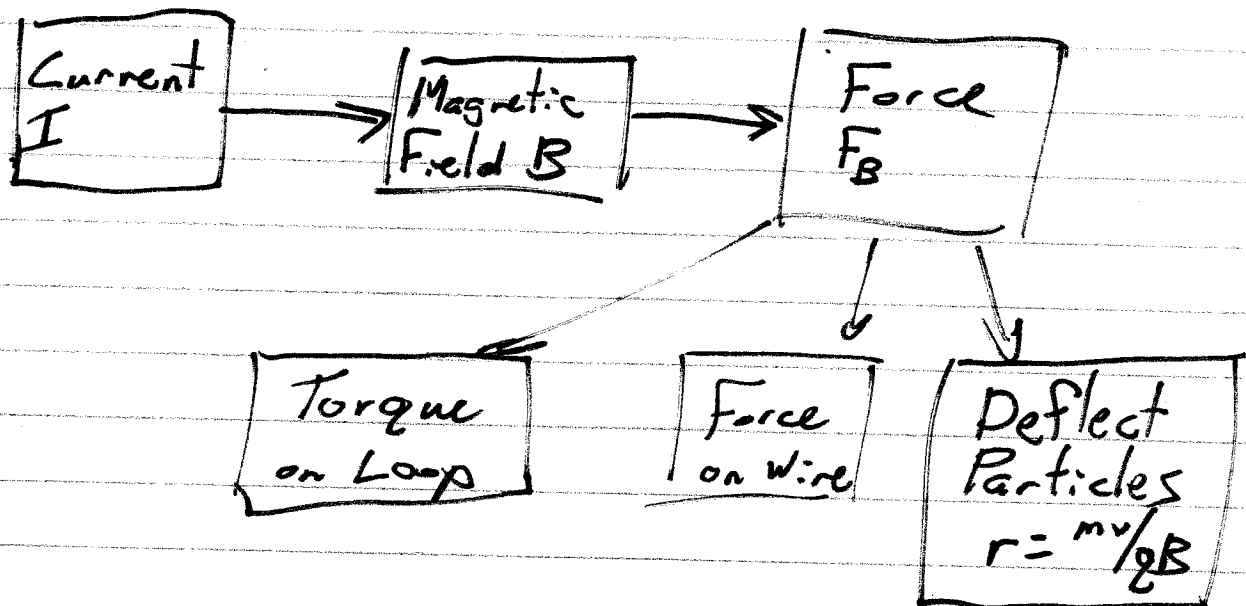 Current
I
Magnetic
Field B
Force
F_B
Torque
on Loop
Force
on Wire
Deflect
Particles
r = mv/qB